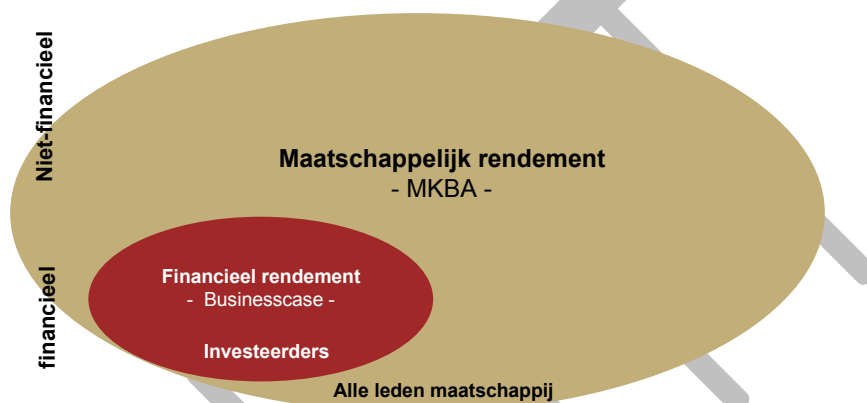 Niet-financieel
Maatschappelijk rendement
- MKBA -
financieel
Financieel rendement
- Businesscase -
Investeerders
Alle leden maatschappij